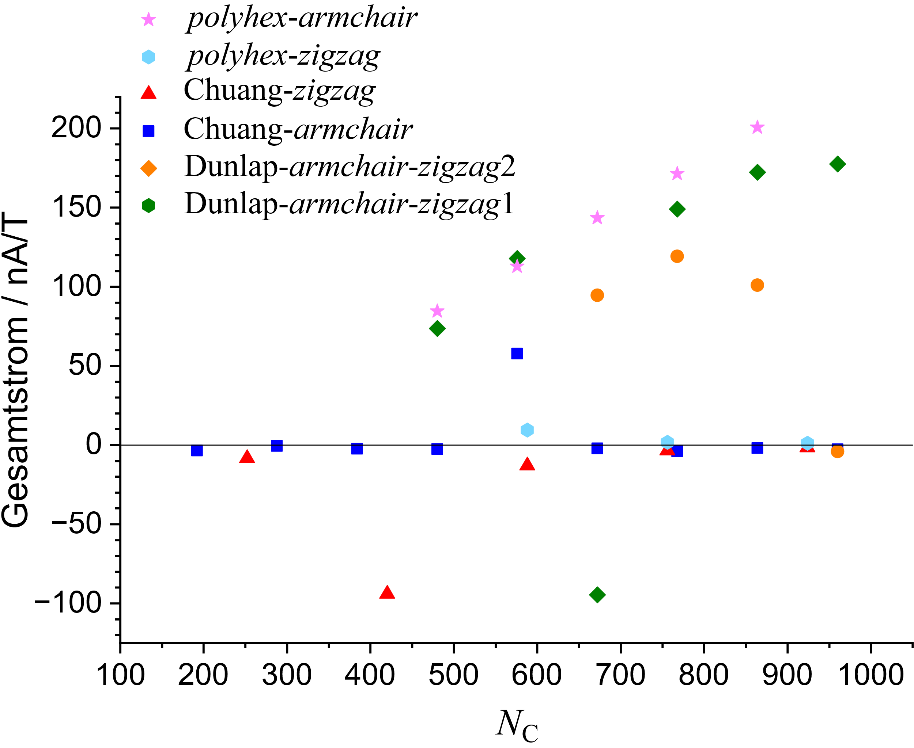 polyhex-armchair
polyhex-zigzag
Chuang-zigzag
Chuang-armchair
Dunlap-armchair-zigzag2
Dunlap-armchair-zigzag1
Gesamtstrom / nA/T
200
150
100
50
0
−50
−100
100 200 300 400 500 600 700 800 900 1000
NC